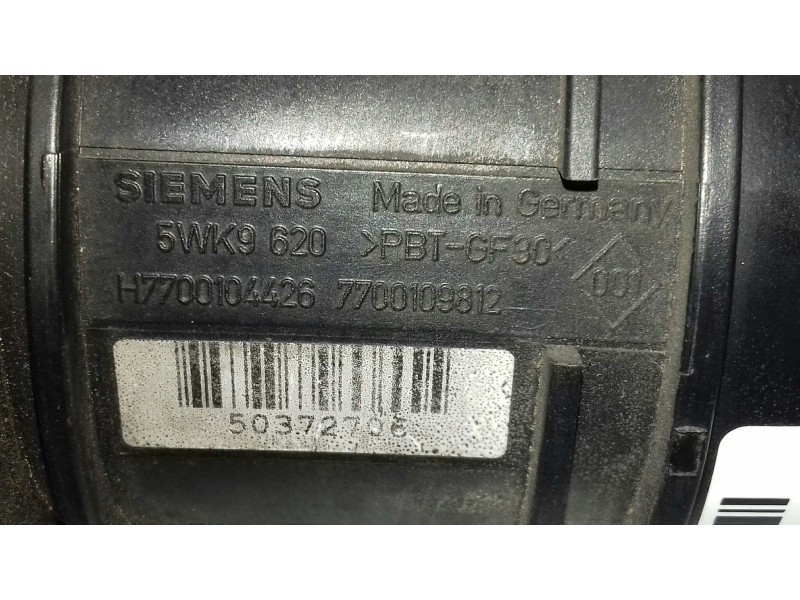 SIEMENS Made in Germany
5WK9 620 >PBT-GF30<
001
H7700104426 7700109812
50372706